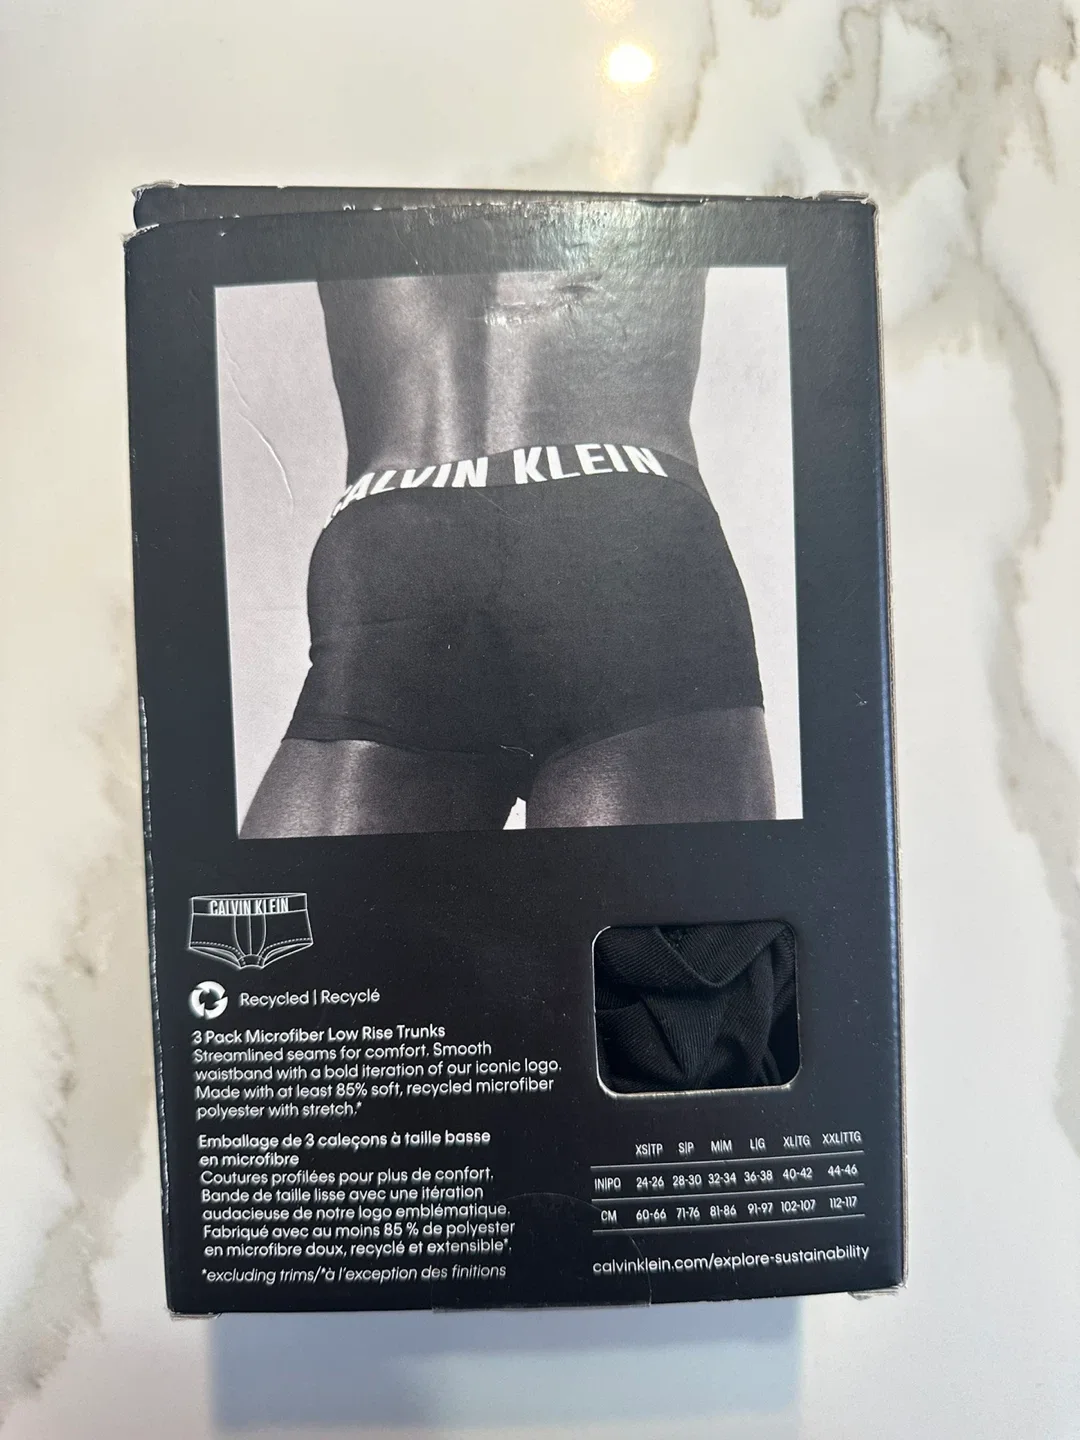 CALVIN KLEIN
CALVIN KLEIN
Recycled | Recyclé
3 Pack Microfiber Low Rise Trunks
Streamlined seams for comfort. Smooth
waistband with a bold iteration of our iconic logo.
Made with at least 85% soft, recycled microfiber
polyester with stretch.*
Emballage de 3 caleçons à taille basse
en microfibre
Coutures profilées pour plus de confort.
Bande de taille lisse avec une itération
audacieuse de notre logo emblématique.
Fabriqué avec au moins 85 % de polyester
en microfibre doux, recyclé et extensible*.
*excluding trims/*à l'exception des finitions
XS|TP S|P M|M L|G XL|TG XXL|TTG
IN|PO 24-26 28-30 32-34 36-38 40-42 44-46
CM 60-66 71-76 81-86 91-97 102-107 112-117
calvinklein.com/explore-sustainability